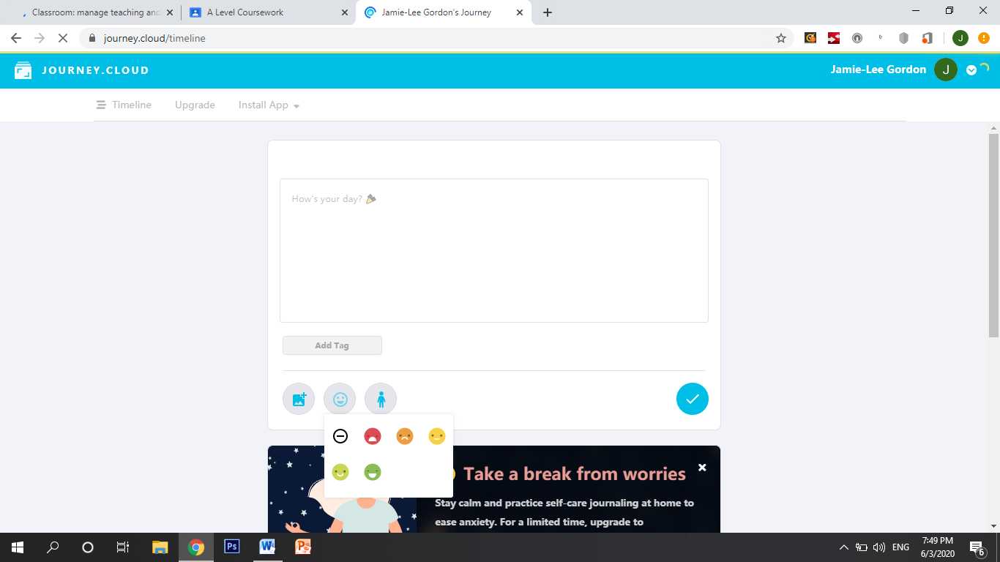 Classroom: manage teaching and
A Level Coursework
Jamie-Lee Gordon's Journey
journey.cloud/timeline
J
JOURNEY.CLOUD
Jamie-Lee Gordon
J
Timeline
Upgrade
Install App
How's your day?
Add Tag
Take a break from worries
Stay calm and practice self-care journaling at home to
ease anxiety. For a limited time, upgrade to
Ps
W
P
ENG
7:49 PM
6/3/2020
6